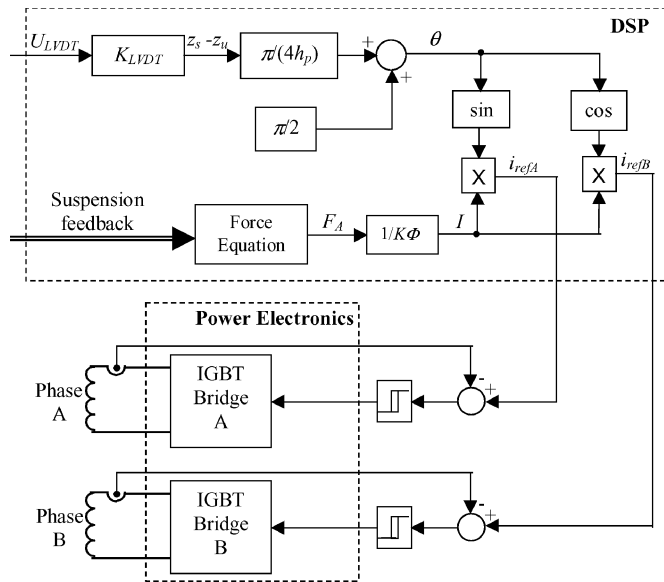 DSP
U_LVDT
K_LVDT
z_s -z_u
π/(4h_p)
+
+
θ
π/2
sin
cos
X
i_refA
X
i_refB
Suspension
feedback
Force
Equation
F_A
1/KΦ
I
Power Electronics
Phase
A
IGBT
Bridge
A
-
+
Phase
B
IGBT
Bridge
B
-
+